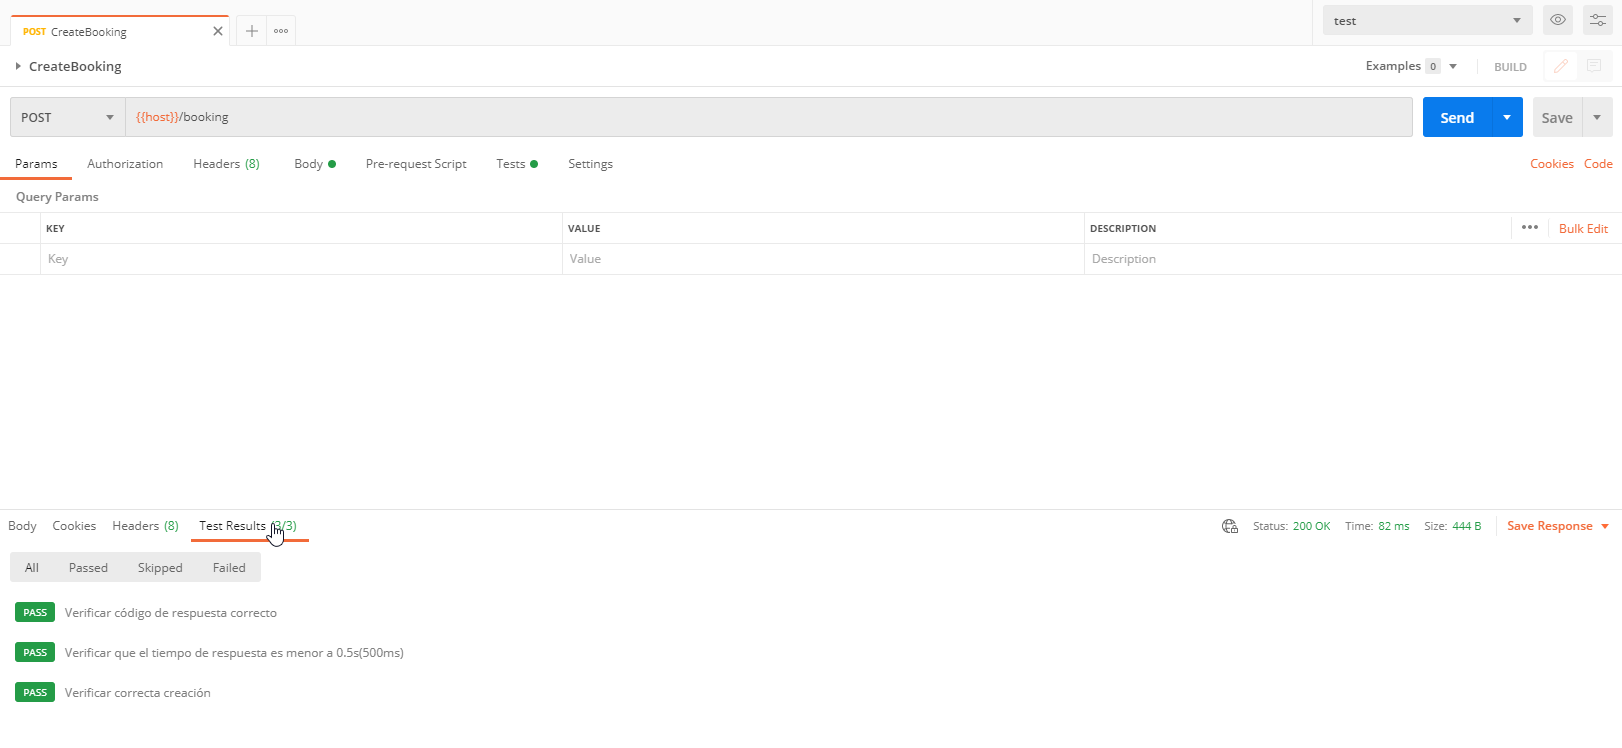 POST CreateBooking
test
CreateBooking
Examples 0
BUILD
POST
{{host}}/booking
Send
Save
Params Authorization Headers (8) Body Pre-request Script Tests Settings
Cookies Code
Query Params
KEY VALUE DESCRIPTION
Bulk Edit
Key Value Description
Body Cookies Headers (8) Test Results (3/3)
Status: 200 OK Time: 82 ms Size: 444 B
Save Response
All Passed Skipped Failed
PASS Verificar código de respuesta correcto
PASS Verificar que el tiempo de respuesta es menor a 0.5s(500ms)
PASS Verificar correcta creación